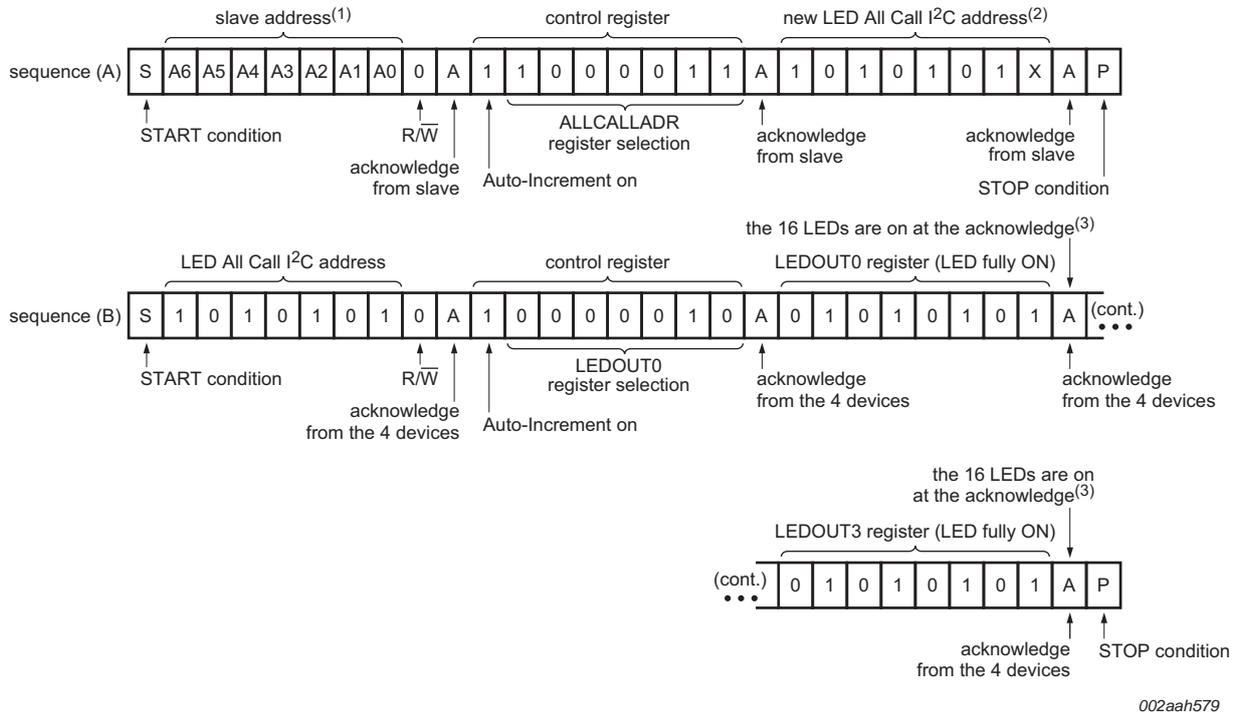 slave address(1) control register new LED All Call I2C address(2)
sequence (A) S A6 A5 A4 A3 A2 A1 A0 0 A 1 1 0 0 0 0 1 1 A 1 0 1 0 1 0 1 X A P
START condition R/W ALLCALLADR acknowledge acknowledge
register selection from slave from slave
acknowledge
from slave Auto-Increment on STOP condition
the 16 LEDs are on at the acknowledge(3)
LED All Call I2C address control register LEDOUT0 register (LED fully ON)
sequence (B) S 1 0 1 0 1 0 1 0 A 1 0 0 0 0 0 1 0 A 0 1 0 1 0 1 0 1 A (cont.)
START condition R/W LEDOUT0 acknowledge acknowledge
register selection from the 4 devices from the 4 devices
acknowledge
from the 4 devices Auto-Increment on
the 16 LEDs are on
at the acknowledge(3)
LEDOUT3 register (LED fully ON)
(cont.) 0 1 0 1 0 1 0 1 A P
acknowledge STOP condition
from the 4 devices
002aah579